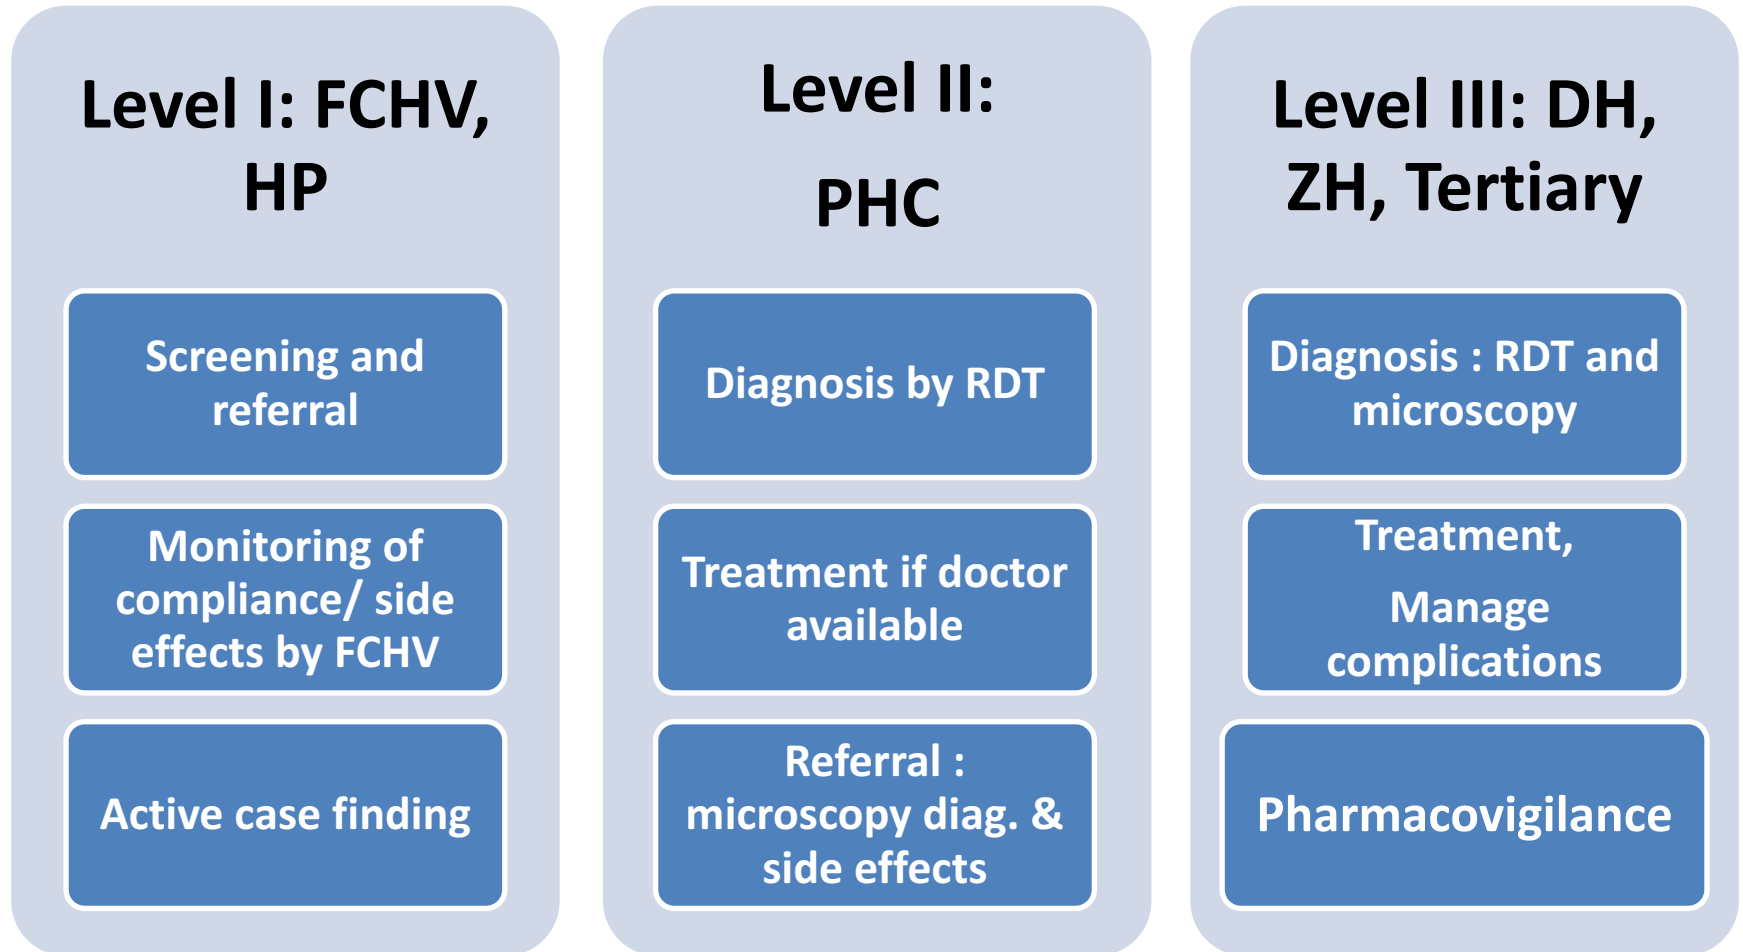 Level I: FCHV,
HP
Screening and
referral
Monitoring of
compliance/ side
effects by FCHV
Active case finding
Level II:
PHC
Diagnosis by RDT
Treatment if doctor
available
Referral :
microscopy diag. &
side effects
Level III: DH,
ZH, Tertiary
Diagnosis : RDT and
microscopy
Treatment,
Manage
complications
Pharmacovigilance